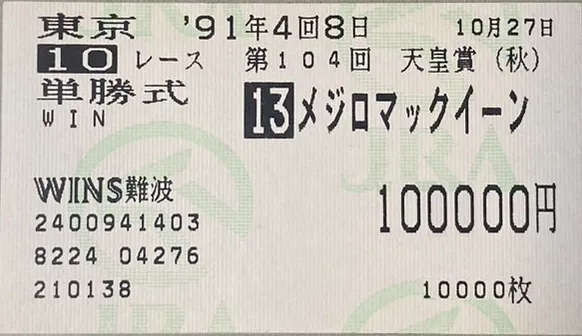 東京 '91年4回8日 10月27日
10 レース 第104回 天皇賞（秋）
単勝式
WIN 13 メジロマックイーン
WINS難波
2400941403 100000円
8224 04276
210138 10000枚
JRA
JRA
JRA